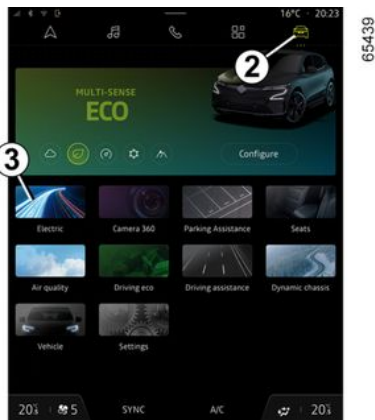 16°C · 20:23
2
MULTI-SENSE
ECO
3
Configure
Electric
Camera 360
Parking Assistance
Seats
Air quality
Driving eco
Driving assistance
Dynamic chassis
Vehicle
Settings
5
SYNC
A/C
65439